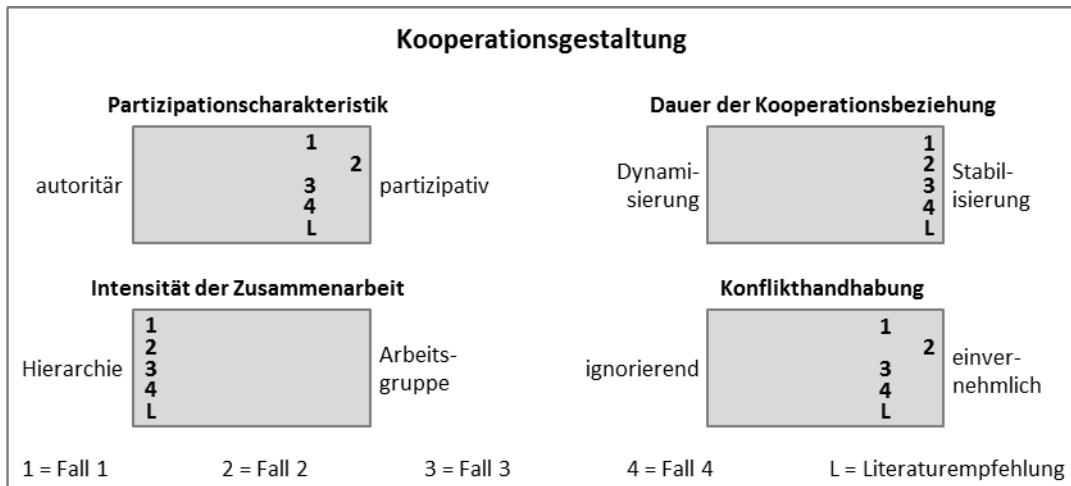 Kooperationsgestaltung
Partizipationscharakteristik
autoritär
1
2
3
4
L
partizipativ
Dauer der Kooperationsbeziehung
Dynami-
sierung
1
2
3
4
L
Stabil-
isierung
Intensität der Zusammenarbeit
Hierarchie
1
2
3
4
L
Arbeits-
gruppe
Konflikthandhabung
ignorierend
1
2
3
4
L
einver-
nehmlich
1 = Fall 1 2 = Fall 2 3 = Fall 3 4 = Fall 4 L = Literaturempfehlung